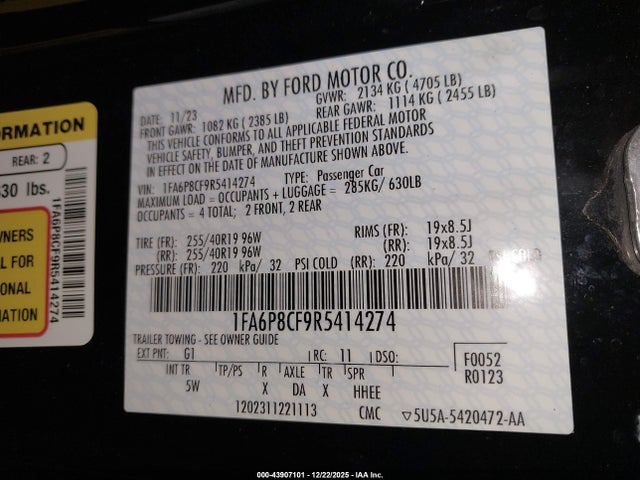 ORMATION
REAR: 2
330 lbs.
WNERS
L FOR
ONAL
MATION
1FA6P8CF9R5414274
MFD. BY FORD MOTOR CO.
DATE: 11/23 GVWR: 2134 KG ( 4705 LB)
FRONT GAWR: 1082 KG ( 2385 LB) REAR GAWR: 1114 KG ( 2455 LB)
THIS VEHICLE CONFORMS TO ALL APPLICABLE FEDERAL MOTOR
VEHICLE SAFETY, BUMPER, AND THEFT PREVENTION STANDARDS
IN EFFECT ON THE DATE OF MANUFACTURE SHOWN ABOVE.
VIN: 1FA6P8CF9R5414274 TYPE: Passenger Car
MAXIMUM LOAD = OCCUPANTS + LUGGAGE = 285KG/ 630LB
OCCUPANTS = 4 TOTAL; 2 FRONT, 2 REAR
TIRE (FR): 255/40R19 96W RIMS (FR): 19x8.5J
(RR): 255/40R19 96W (RR): 19x8.5J
PRESSURE (FR): 220 kPa/ 32 PSI COLD (RR): 220 kPa/ 32 PSI COLD
1FA6P8CF9R5414274
TRAILER TOWING - SEE OWNER GUIDE
EXT PNT: G1 RC: 11 DSO: F0052
INT TR TP/PS R AXLE TR SPR R0123
5W X DA X HHEE
1202311221113 CMC ▽5U5A-5420472-AA
000-43907101 - 12/22/2025 - IAA Inc.